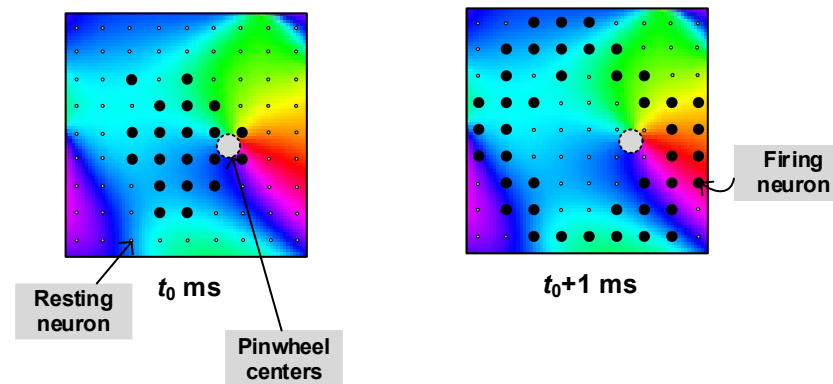 Firing
neuron
t₀ ms
t₀+1 ms
Resting
neuron
Pinwheel
centers